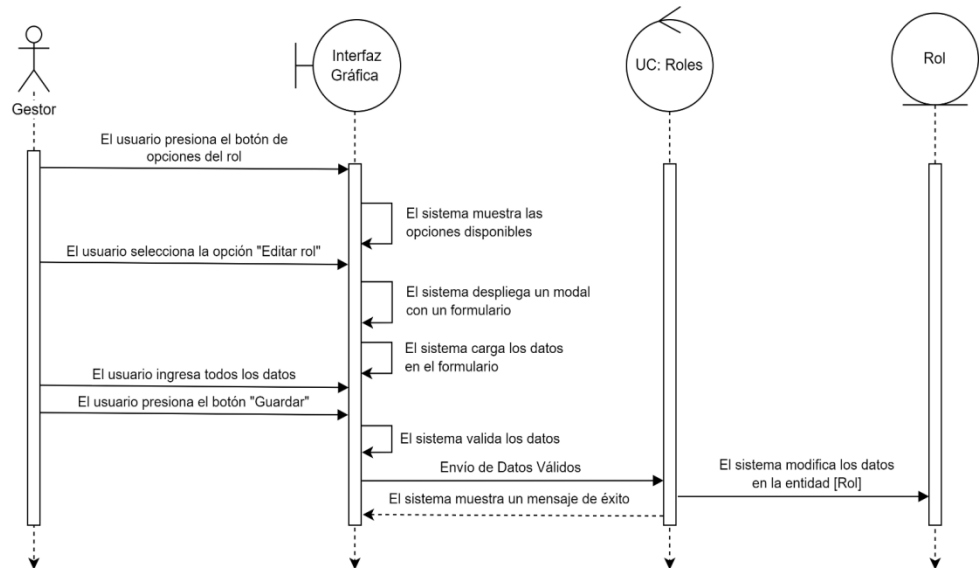 Gestor
Interfaz
Gráfica
UC: Roles
Rol
El usuario presiona el botón de
opciones del rol
El sistema muestra las
opciones disponibles
El usuario selecciona la opción "Editar rol"
El sistema despliega un modal
con un formulario
El sistema carga los datos
en el formulario
El usuario ingresa todos los datos
El usuario presiona el botón "Guardar"
El sistema valida los datos
Envío de Datos Válidos
El sistema modifica los datos
en la entidad [Rol]
El sistema muestra un mensaje de éxito